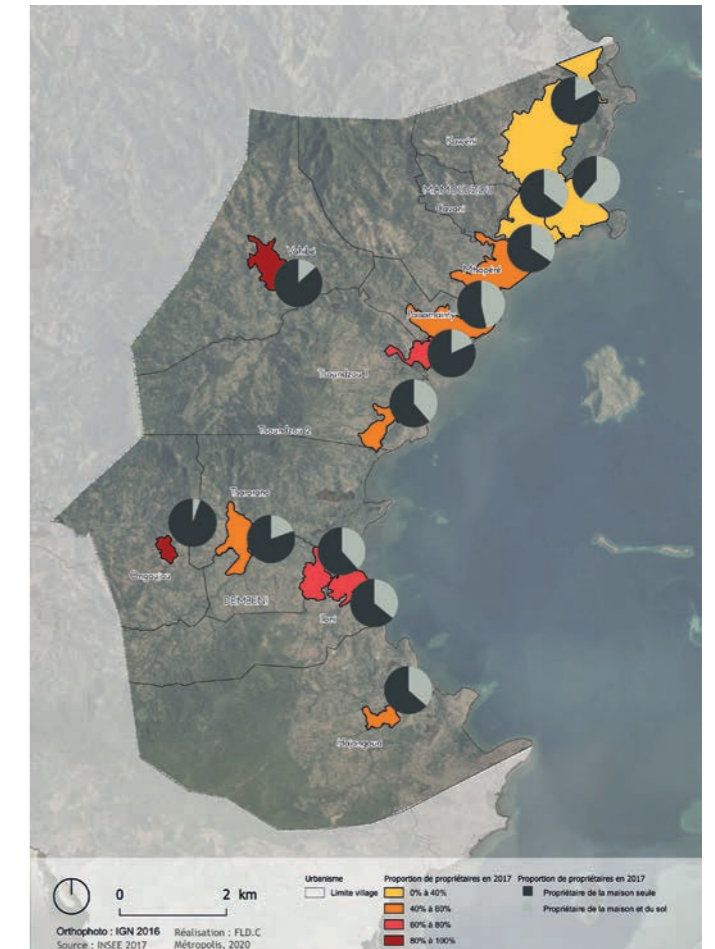 Kawéni
MAMOUDZOU
Cavani
Vahibé
Mtsapéré
Passamainty
Tsoundzou 1
Tsoundzou 2
Tsararano
Ongoujou
DEMBENI
Iloni
Hajangoua
0
2 km
Orthophoto : IGN 2016
Source : INSEE 2017
Réalisation : FLD.C
Métropolis, 2020
Urbanisme
Limite village
Proportion de propriétaires en 2017
0% à 40%
40% à 60%
60% à 80%
80% à 100%
Proportion de propriétaires en 2017
Propriétaire de la maison seule
Propriétaire de la maison et du sol